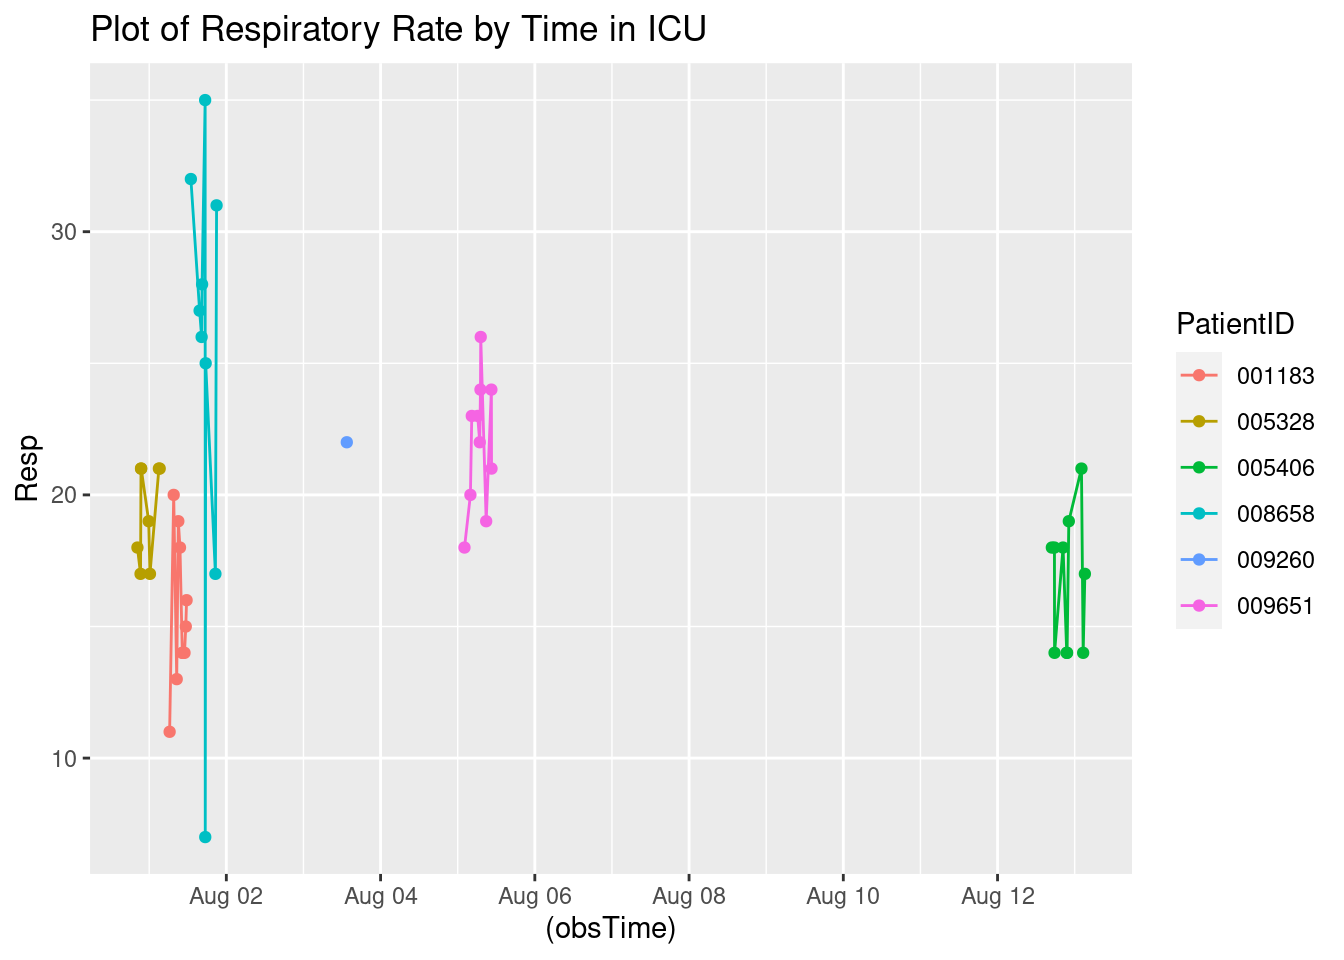 Plot of Respiratory Rate by Time in ICU
Resp
30
20
10
Aug 02 Aug 04 Aug 06 Aug 08 Aug 10 Aug 12
(obsTime)
PatientID
001183
005328
005406
008658
009260
009651